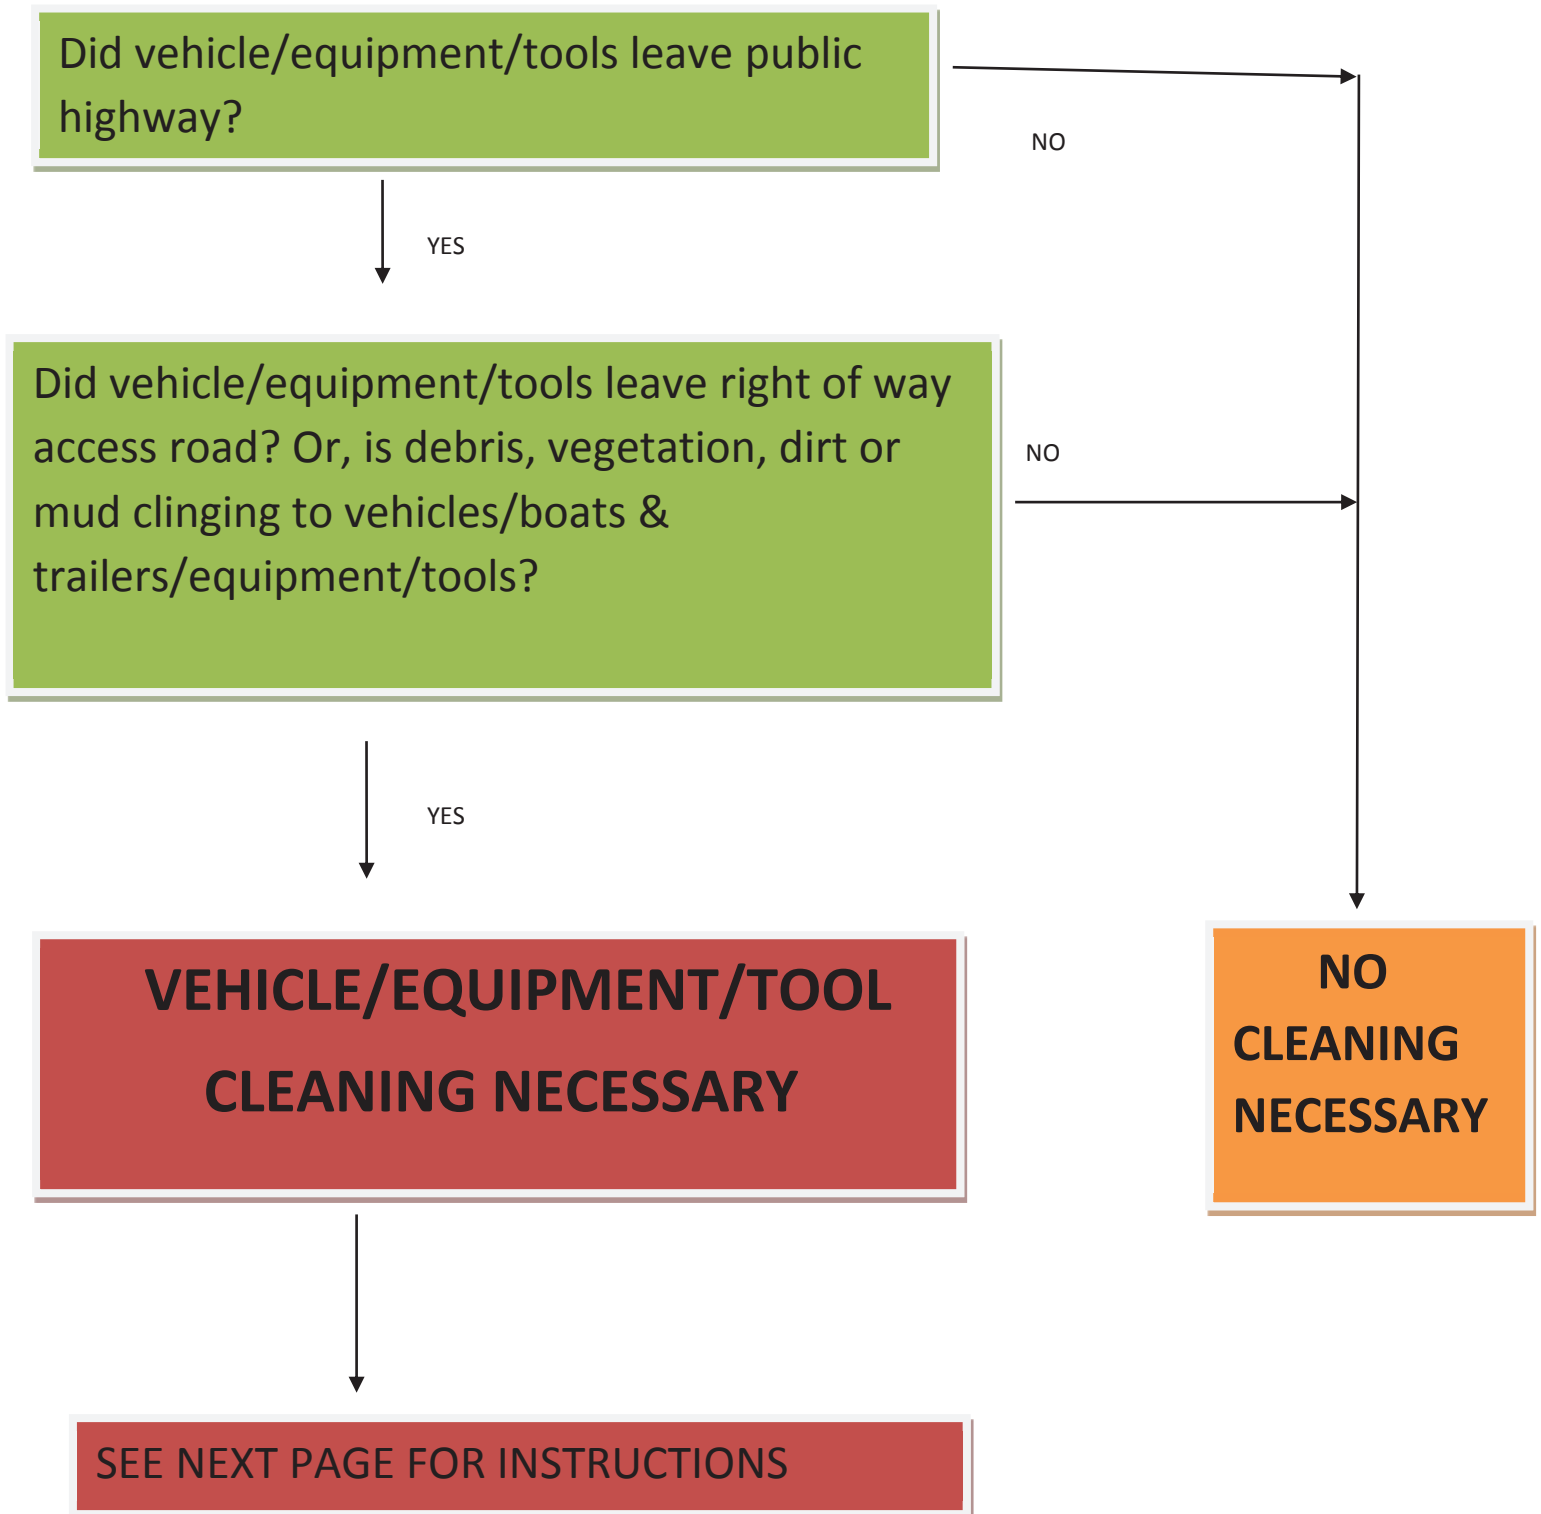 Did vehicle/equipment/tools leave public
highway?
NO
YES
Did vehicle/equipment/tools leave right of way
access road? Or, is debris, vegetation, dirt or
mud clinging to vehicles/boats &
trailers/equipment/tools?
NO
YES
VEHICLE/EQUIPMENT/TOOL
CLEANING NECESSARY
NO
CLEANING
NECESSARY
SEE NEXT PAGE FOR INSTRUCTIONS